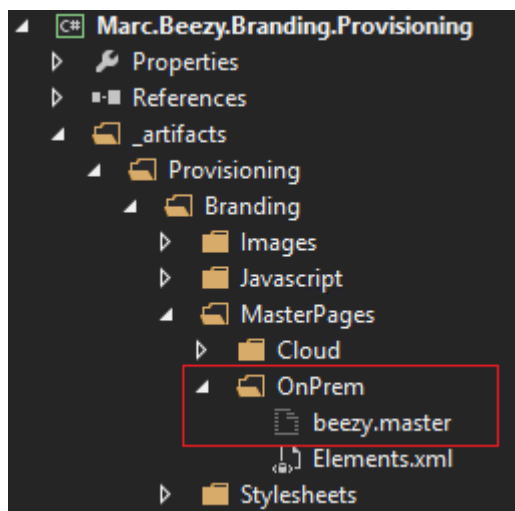 C# Marc.Beezy.Branding.Provisioning
Properties
References
_artifacts
Provisioning
Branding
Images
Javascript
MasterPages
Cloud
OnPrem
beezy.master
Elements.xml
Stylesheets